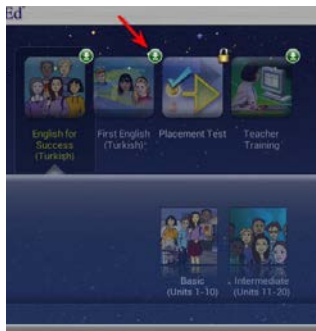 Ed
English for
Success
(Turkish)
First English
(Turkish)
Placement Test
Teacher
Training
Basic
(Units 1-10)
Intermediate
(Units 11-20)